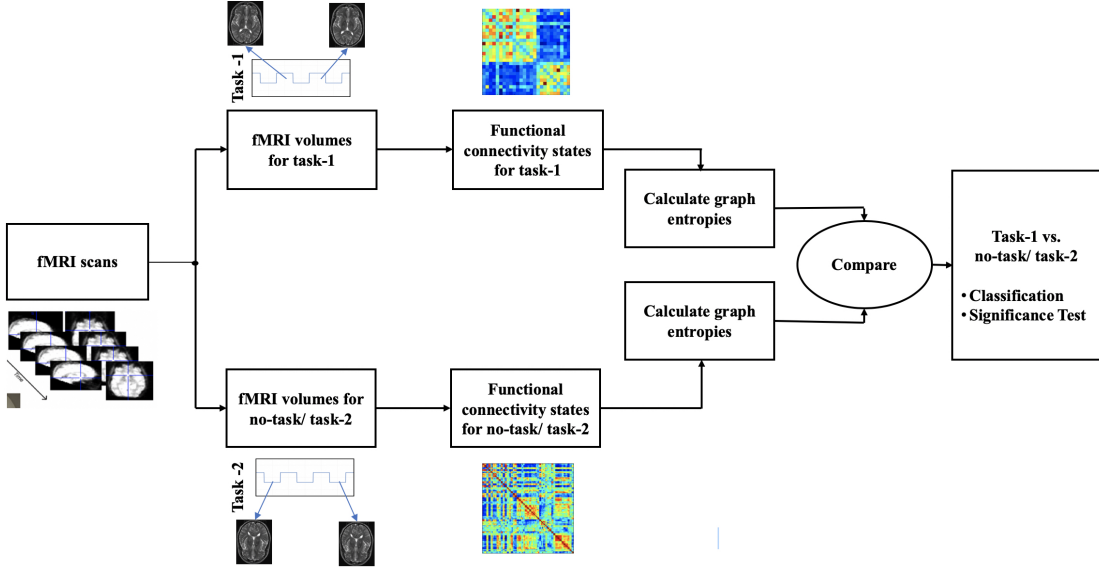 Task -1
fMRI volumes
for task-1
Functional
connectivity states
for task-1
Calculate graph
entropies
fMRI scans
Time
Compare
Task-1 vs.
no-task/ task-2
• Classification
• Significance Test
Calculate graph
entropies
fMRI volumes for
no-task/ task-2
Functional
connectivity states
for no-task/ task-2
Task -2